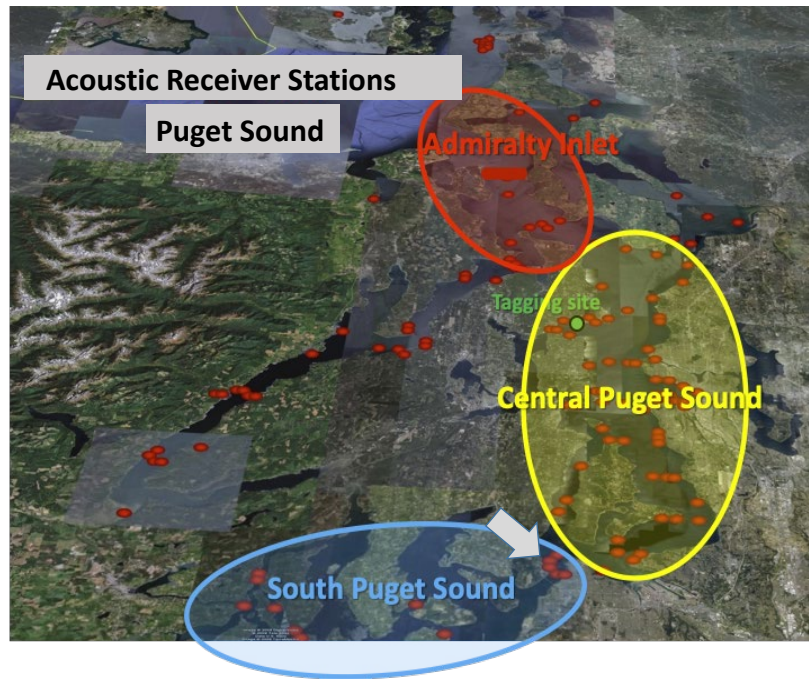 Acoustic Receiver Stations
Puget Sound
Admiralty Inlet
Tagging site
Central Puget Sound
South Puget Sound